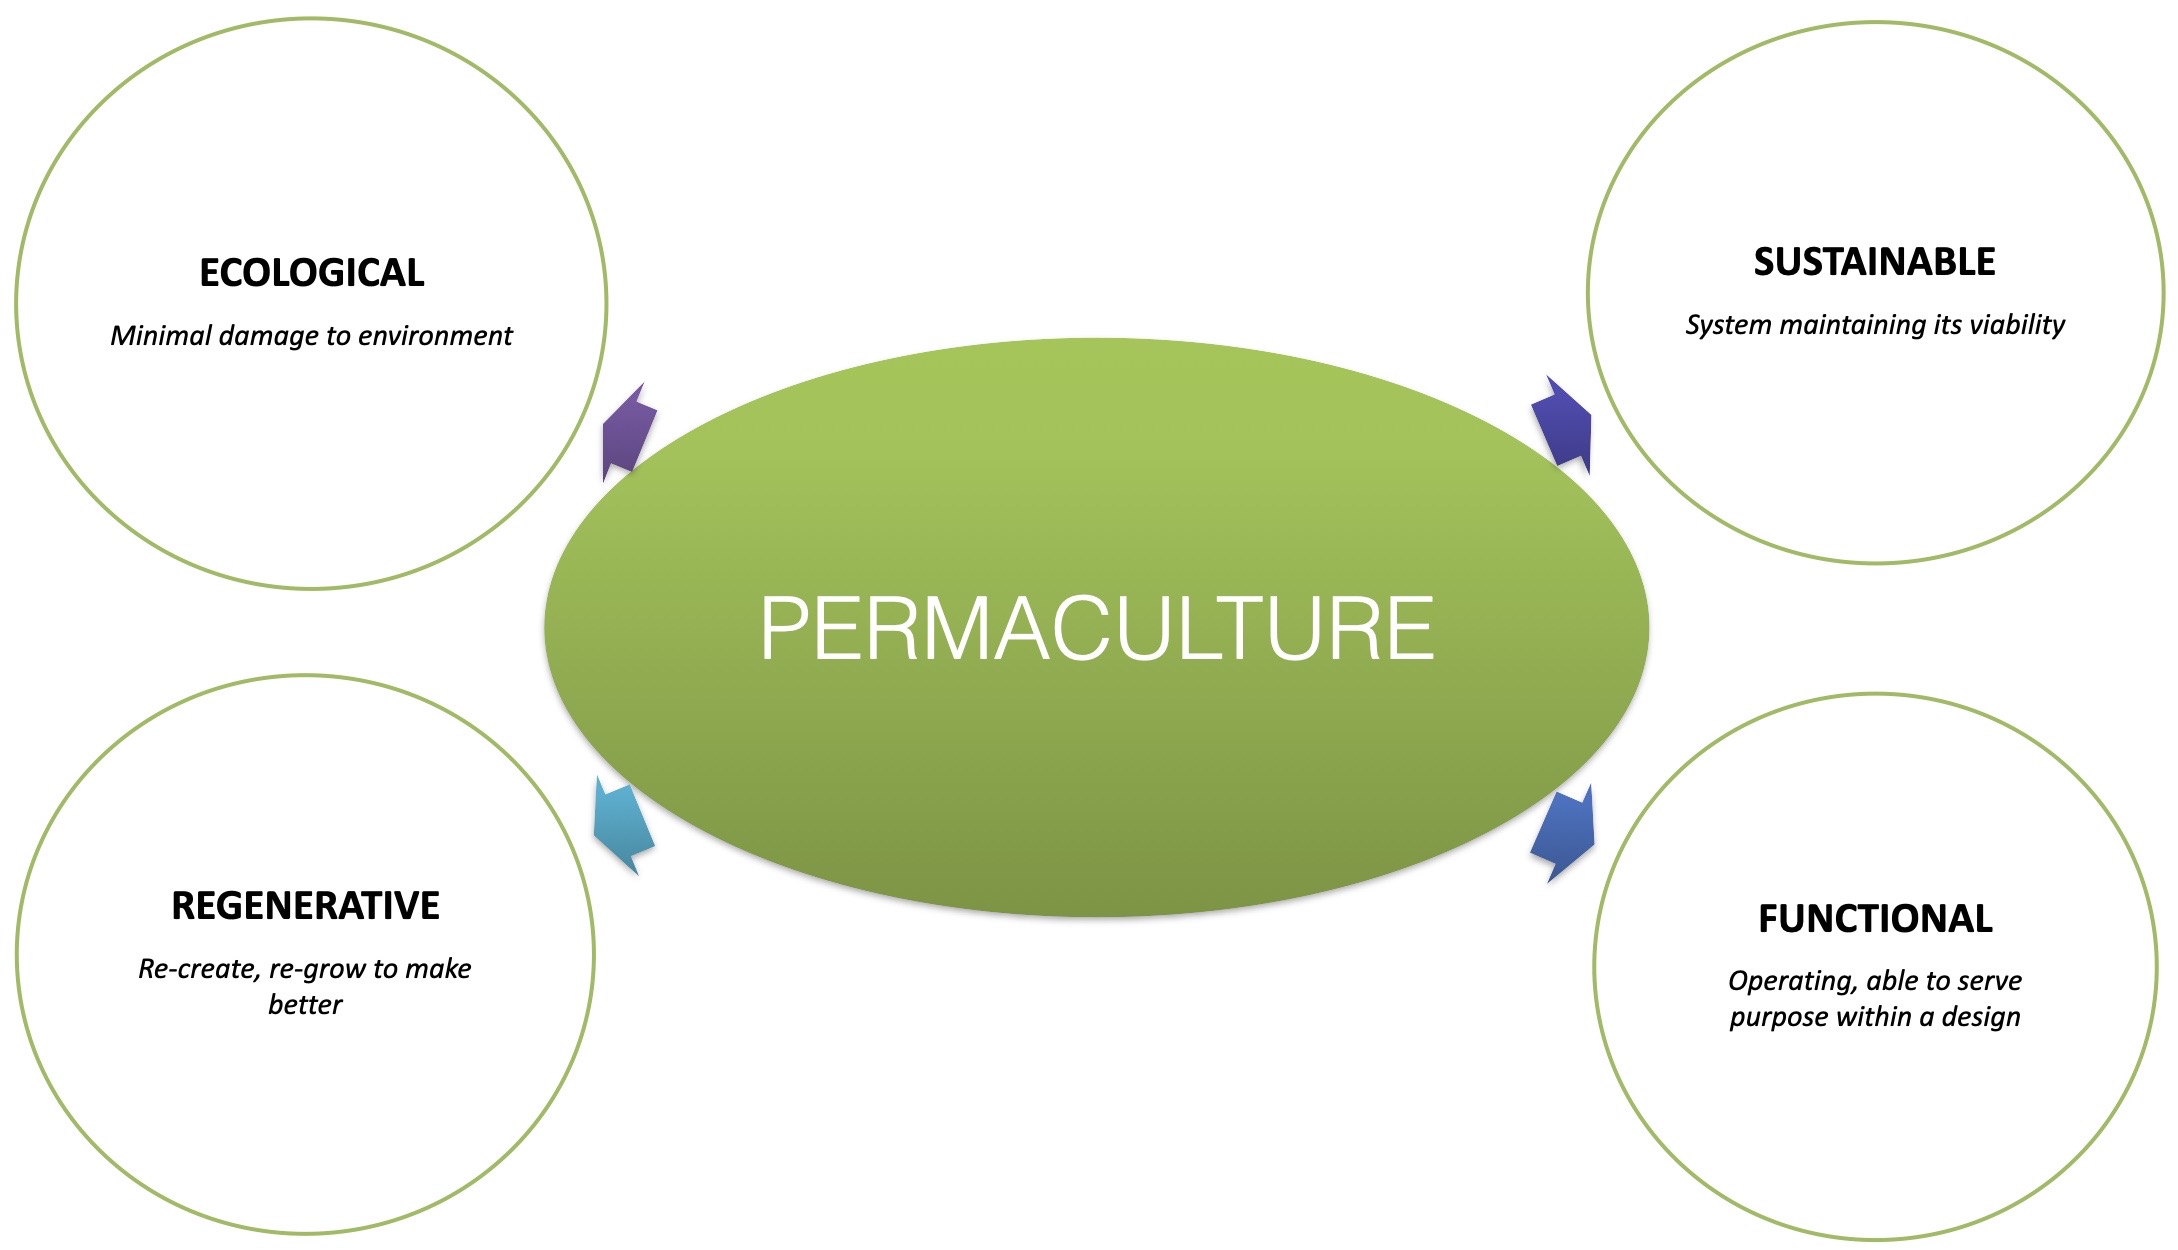 ECOLOGICAL
Minimal damage to environment
SUSTAINABLE
System maintaining its viability
PERMACULTURE
REGENERATIVE
Re-create, re-grow to make
better
FUNCTIONAL
Operating, able to serve
purpose within a design